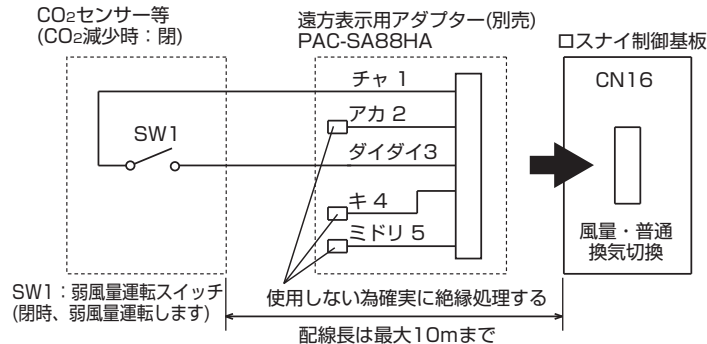 CO2センサー等
(CO2減少時：閉)
遠方表示用アダプター(別売)
PAC-SA88HA
ロスナイ制御基板
チャ 1
アカ 2
SW1
ダイダイ3
キ 4
ミドリ 5
CN16
風量・普通
換気切換
SW1：弱風量運転スイッチ
(閉時、弱風量運転します)
使用しない為確実に絶縁処理する
配線長は最大10mまで